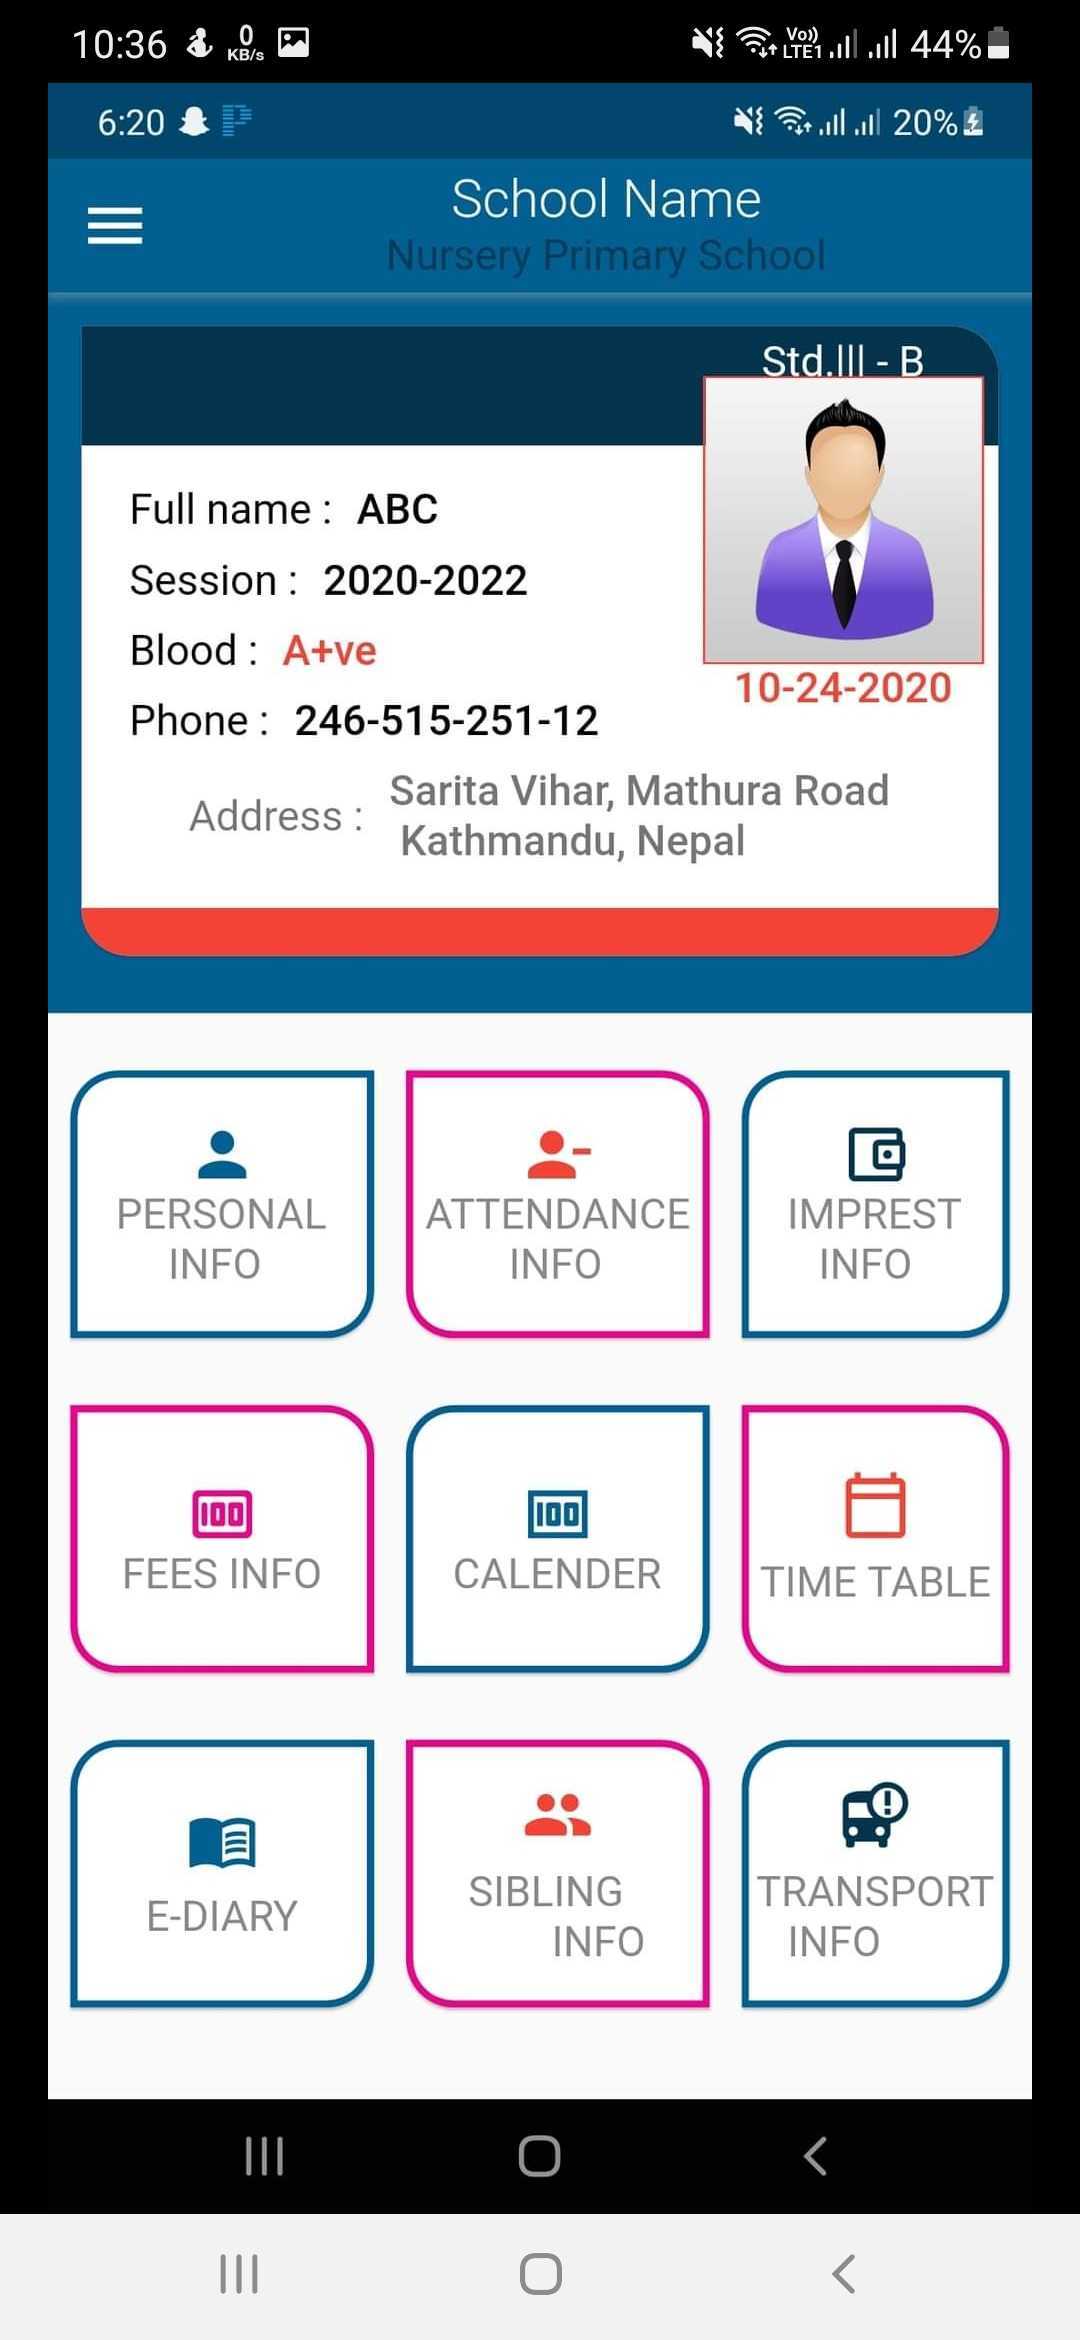 10:36 0 KB/s Vo)) LTE1 44%
6:20 20%
School Name
Nursery Primary School
Std.III - B
Full name : ABC
Session : 2020-2022
Blood : A+ve
10-24-2020
Phone : 246-515-251-12
Address : Sarita Vihar, Mathura Road
Kathmandu, Nepal
PERSONAL
INFO
ATTENDANCE
INFO
IMPREST
INFO
100
FEES INFO
100
CALENDER
TIME TABLE
E-DIARY
SIBLING
INFO
TRANSPORT
INFO